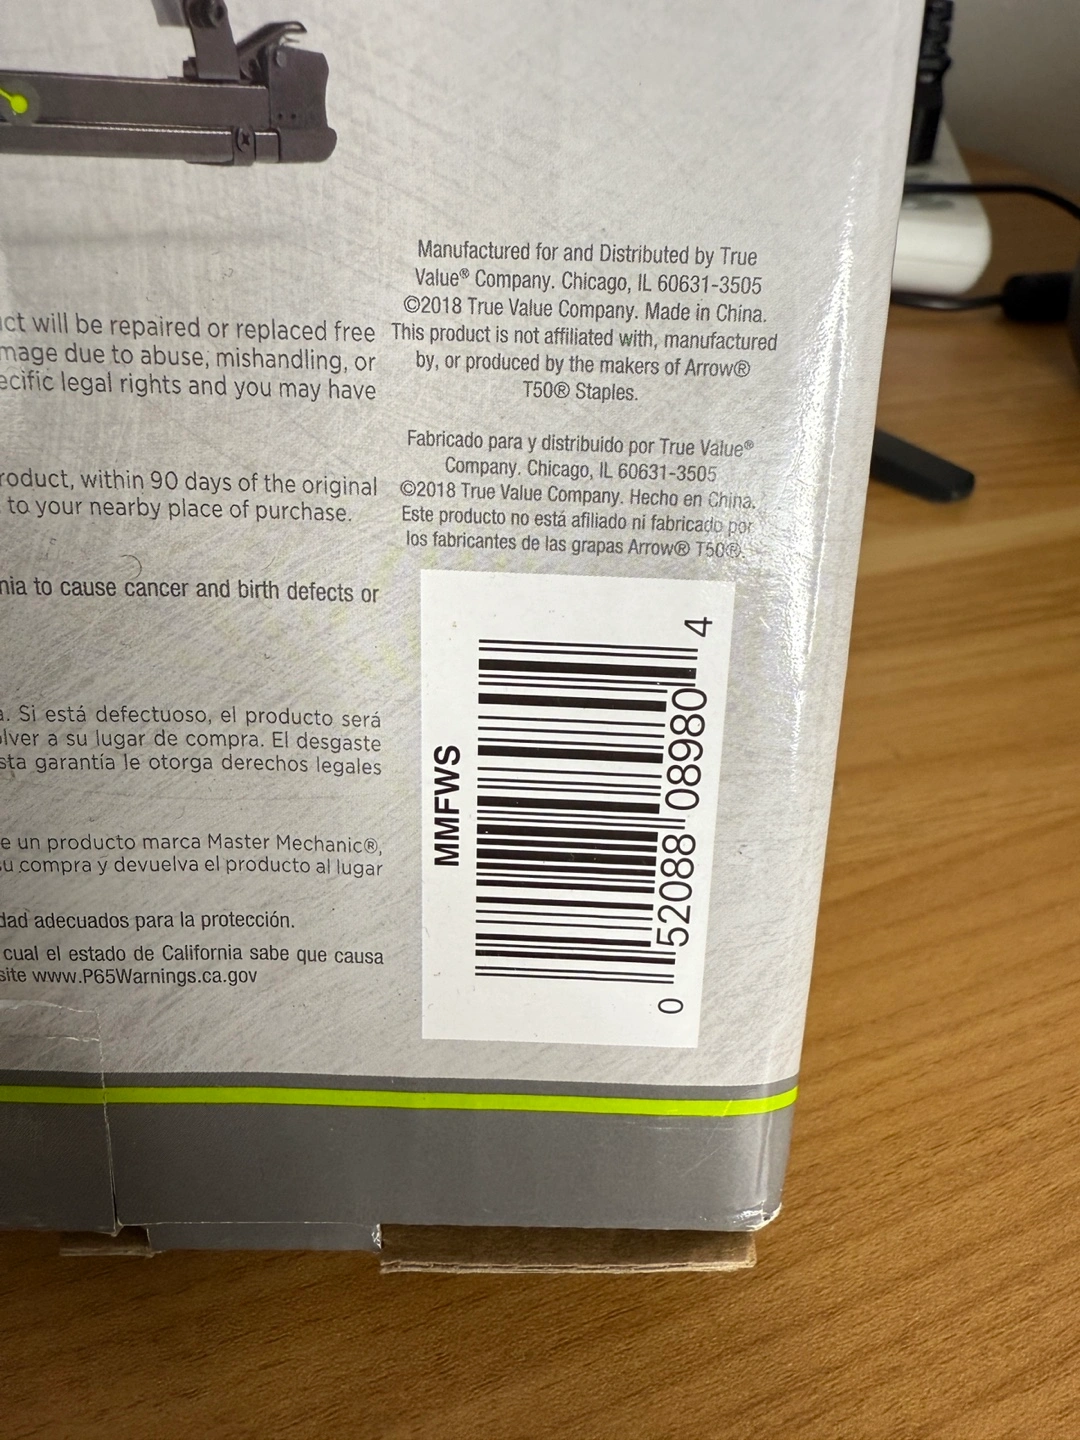 ct will be repaired or replaced free
mage due to abuse, mishandling, or
ecific legal rights and you may have
roduct, within 90 days of the original
to your nearby place of purchase.
nia to cause cancer and birth defects or
a. Si está defectuoso, el producto será
olver a su lugar de compra. El desgaste
sta garantía le otorga derechos legales
e un producto marca Master Mechanic®,
su compra y devuelva el producto al lugar
dad adecuados para la protección.
cual el estado de California sabe que causa
site www.P65Warnings.ca.gov
Manufactured for and Distributed by True
Value® Company. Chicago, IL 60631-3505
©2018 True Value Company. Made in China.
This product is not affiliated with, manufactured
by, or produced by the makers of Arrow®
T50® Staples.
Fabricado para y distribuido por True Value®
Company. Chicago, IL 60631-3505
©2018 True Value Company. Hecho en China.
Este producto no está afiliado ni fabricado por
los fabricantes de las grapas Arrow® T50®.
MMFWS
0 52088 08980 4